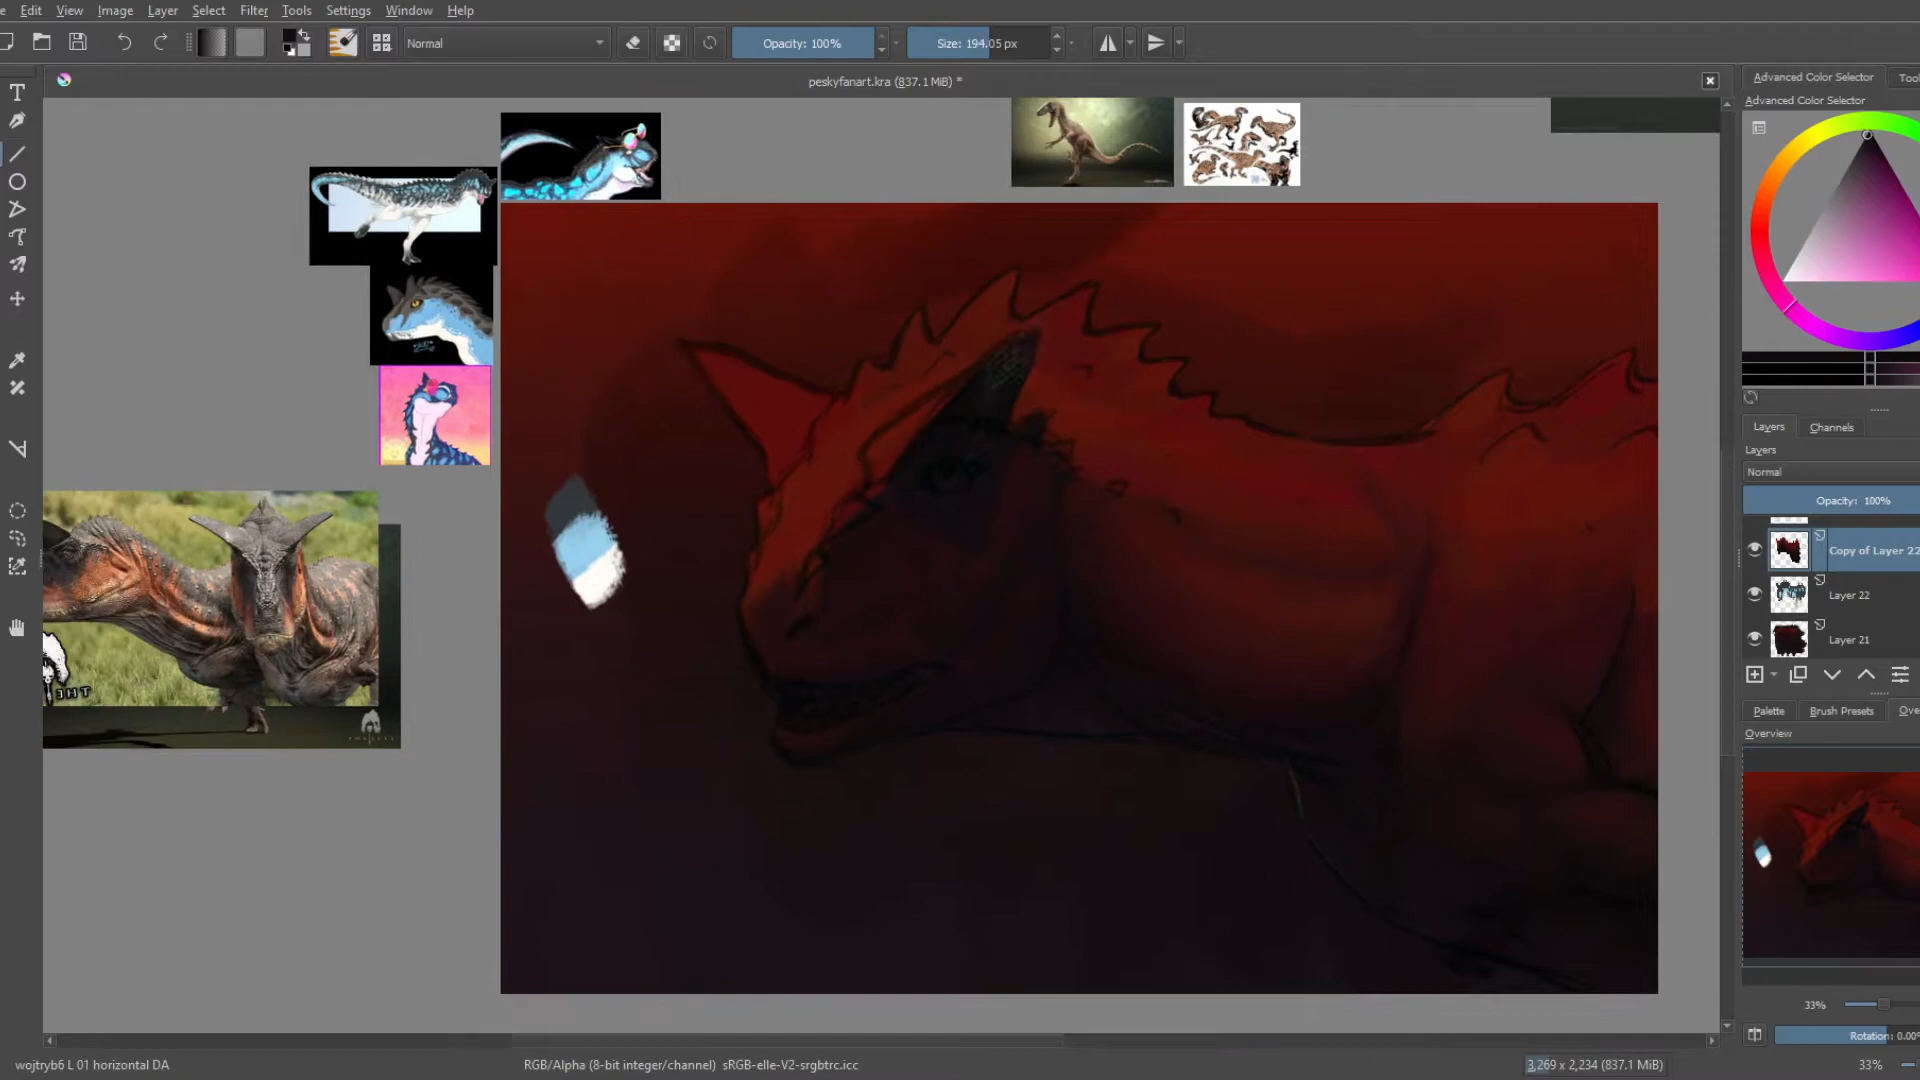 Edit View Image Layer Select Filter Tools Settings Window Help
Normal
Opacity: 100%
Size: 194.05 px
peskyfanart.kra (837.1 MiB) *
Advanced Color Selector
Advanced Color Selector
Layers Channels
Layers
Normal
Opacity: 100%
Copy of Layer 22
Layer 22
Layer 21
Palette Brush Presets
Overview
33%
Rotation: 0.00°
wojtryb6 L 01 horizontal DA
RGB/Alpha (8-bit integer/channel) sRGB-elle-V2-srgbtrc.icc
3,269 x 2,234 (837.1 MiB)
33%